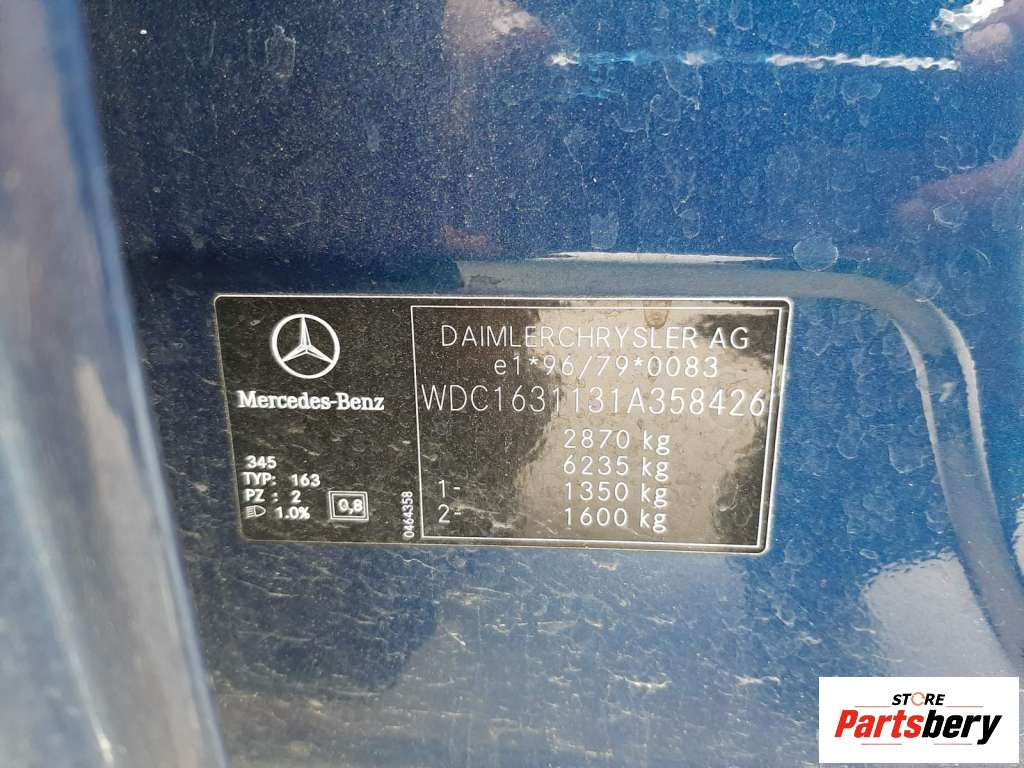 Mercedes-Benz
345
TYP: 163
PZ : 2
1.0%
0,8
0464358
DAIMLERCHRYSLER AG
e1*96/79*0083
WDC1631131A358426
2870 kg
6235 kg
1- 1350 kg
2- 1600 kg
STORE
Partsbery